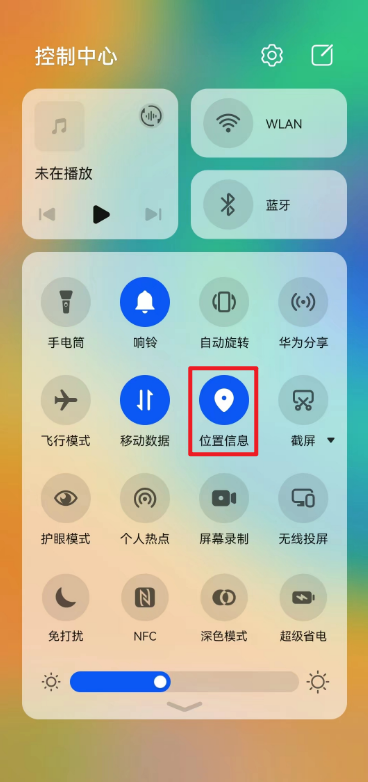 控制中心
未在播放
WLAN
蓝牙
手电筒 响铃 自动旋转 华为分享
飞行模式 移动数据 位置信息 截屏
护眼模式 个人热点 屏幕录制 无线投屏
免打扰 NFC 深色模式 超级省电